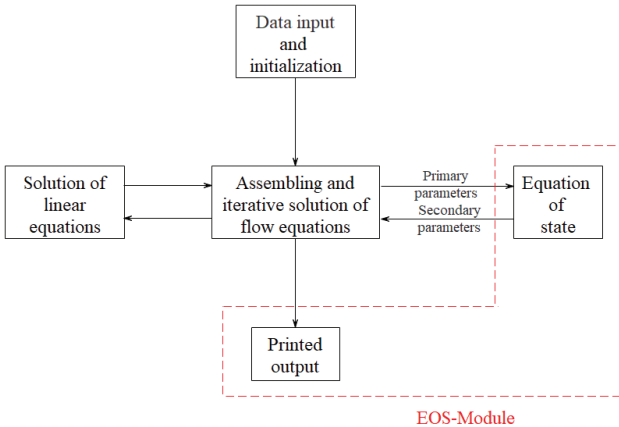 Data input
and
initialization
Solution of
linear
equations
Assembling and
iterative solution of
flow equations
Primary
parameters
Secondary
parameters
Equation
of
state
Printed
output
EOS-Module